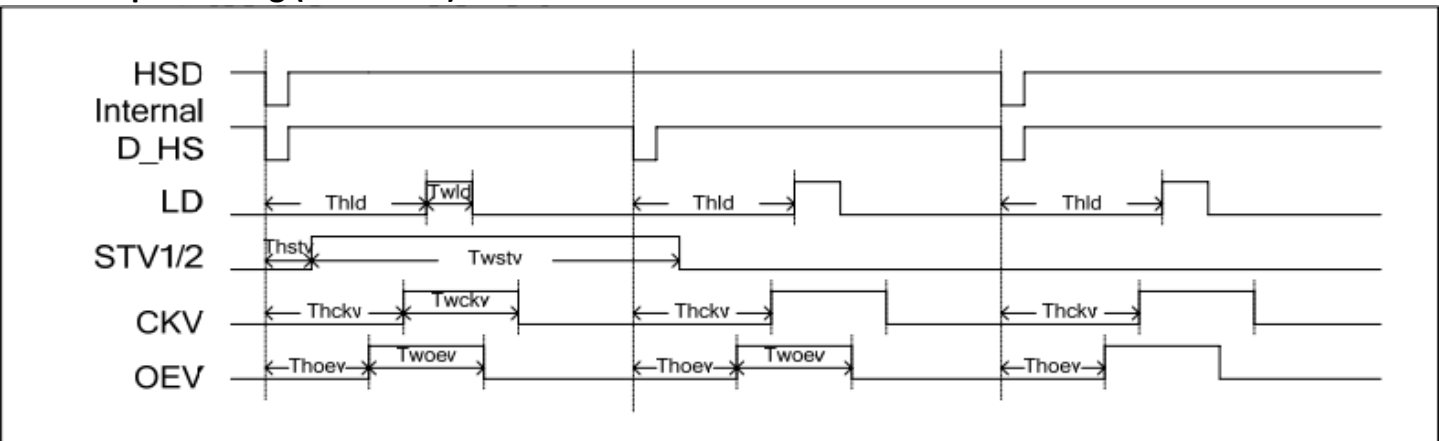 HSD
Internal
D_HS
LD Thld Twld Thld Thld
STV1/2 Thstv Twstv
CKV Thckv Twckv Thckv Thckv
OEV Thoev Twoev Thoev Twoev Thoev